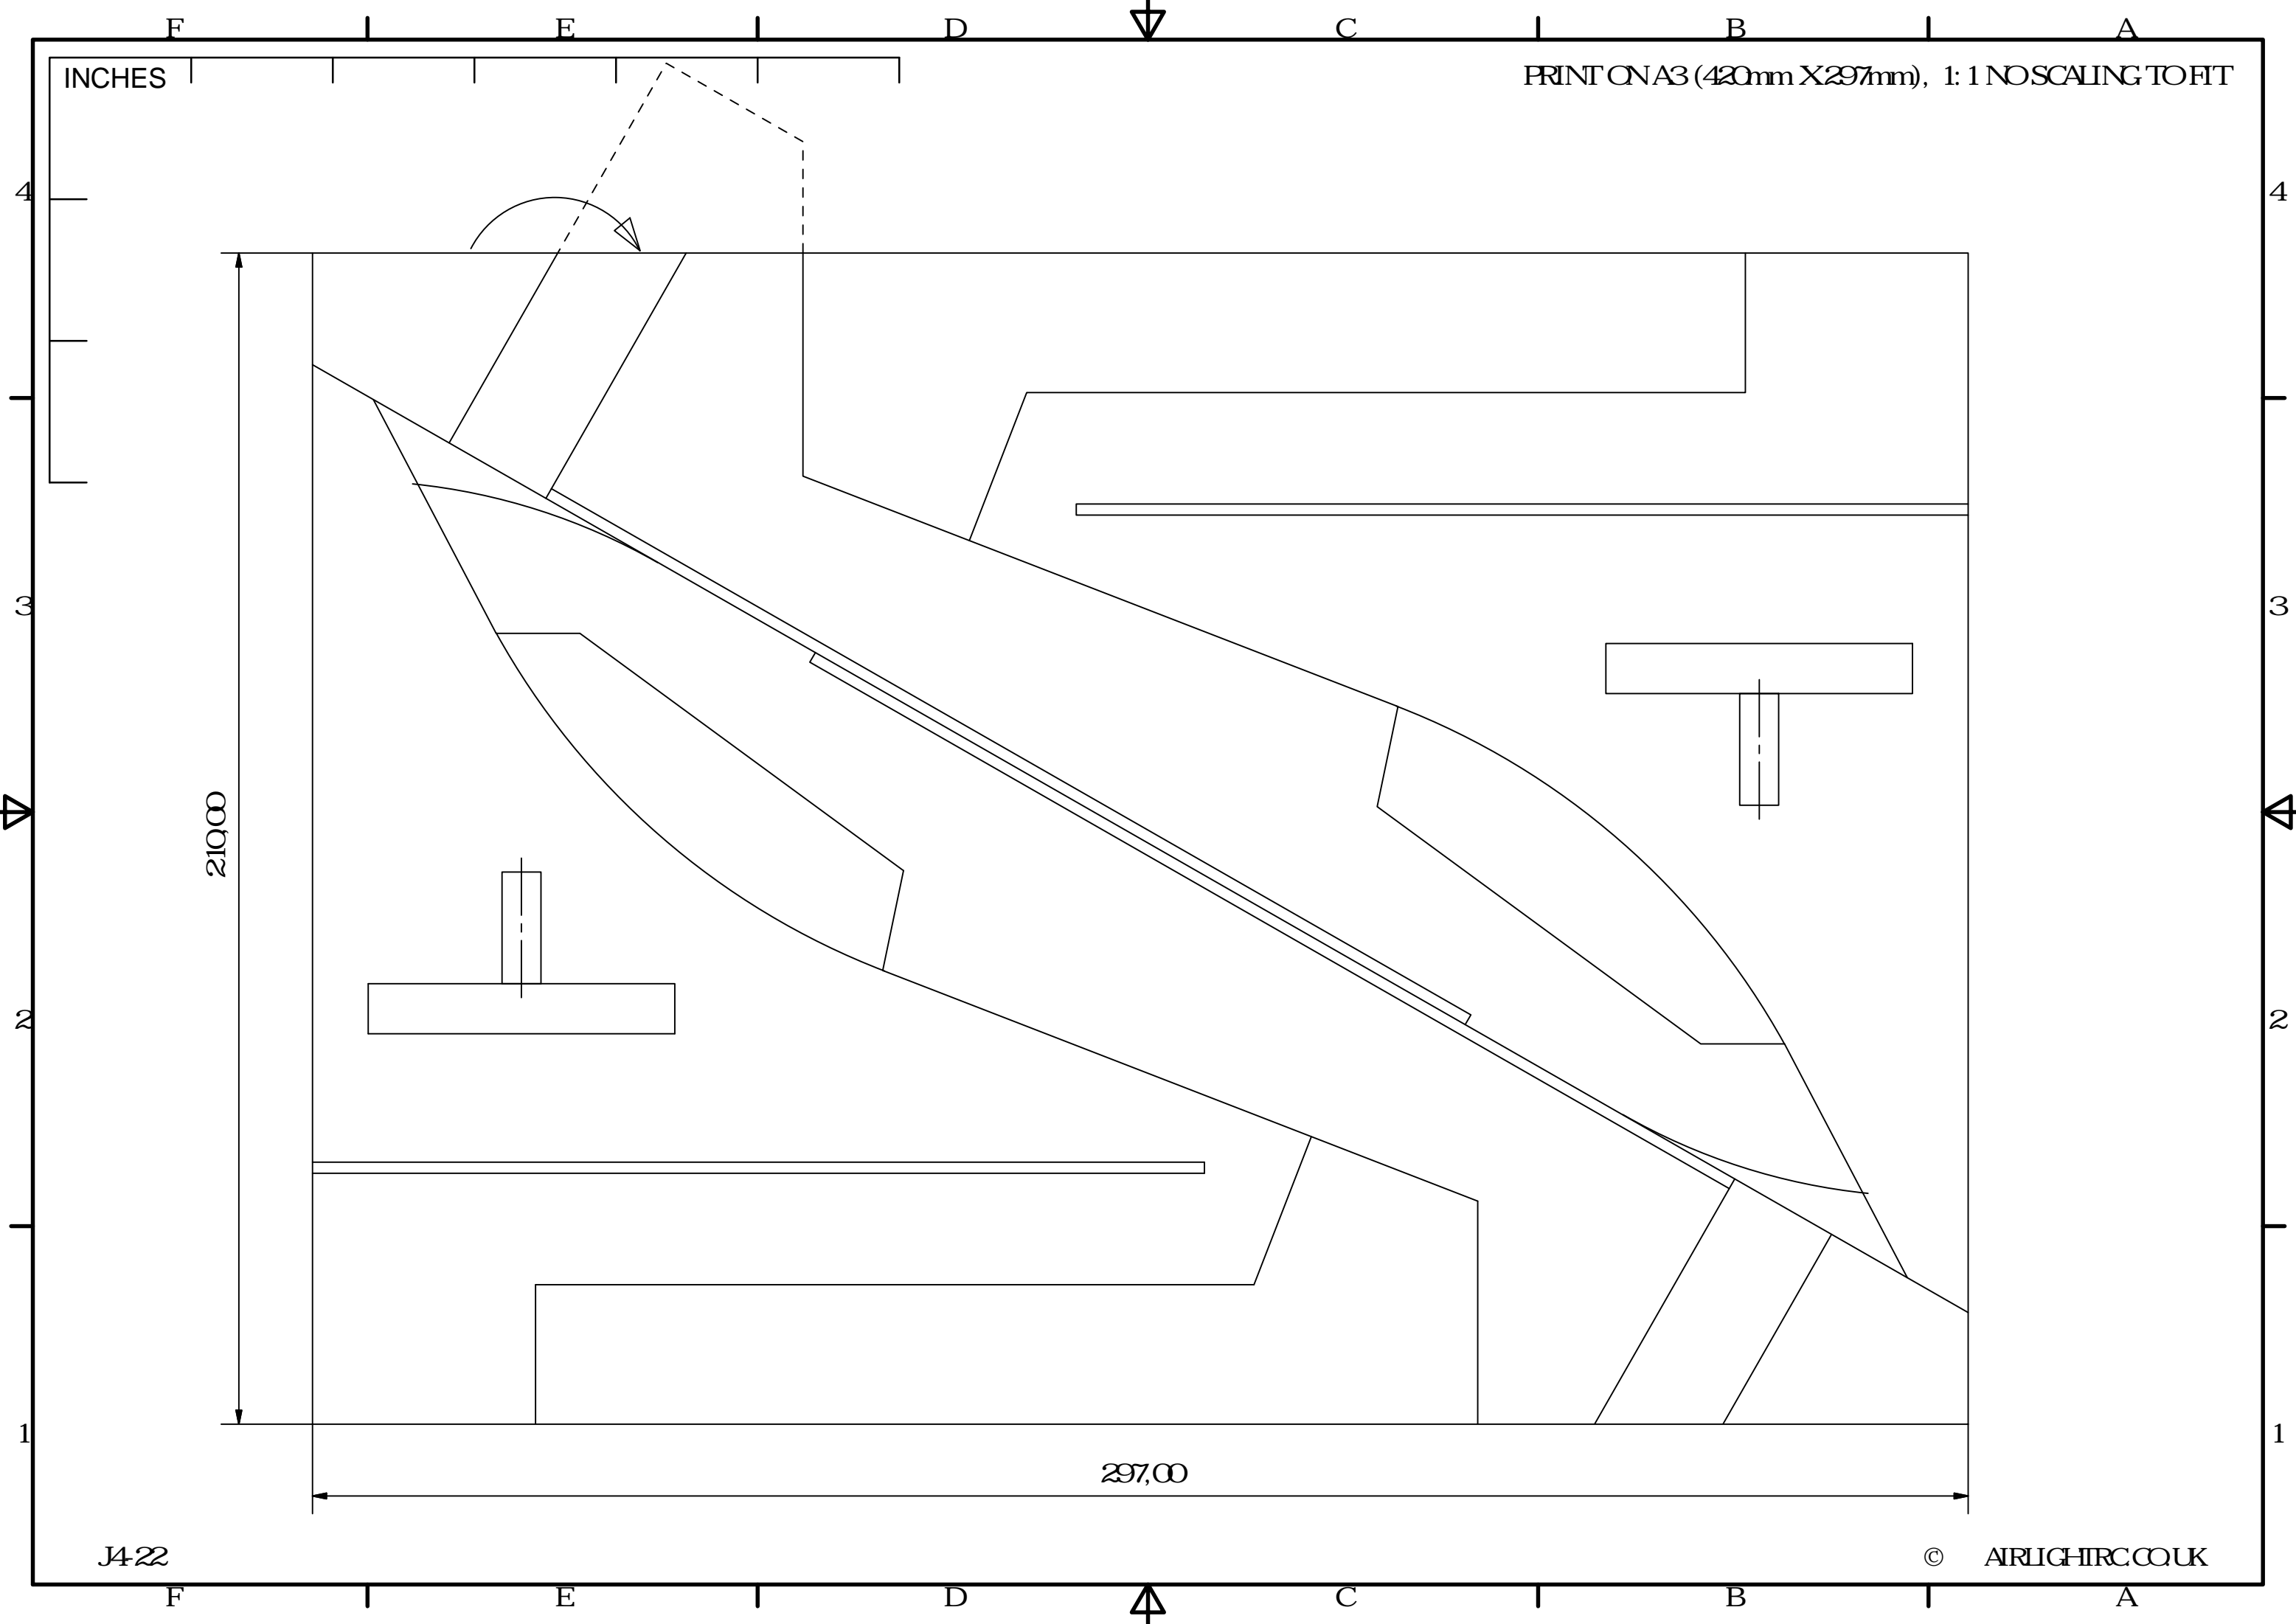 F E D C B A
INCHES
PRINT ON A3 (420mm X 297mm), 1:1 NO SCALING TO FIT
4 4
3 3
210,00
2 2
1 1
297,00
J4-22
© AIRLIGHTRC.CO.UK
F E D C B A